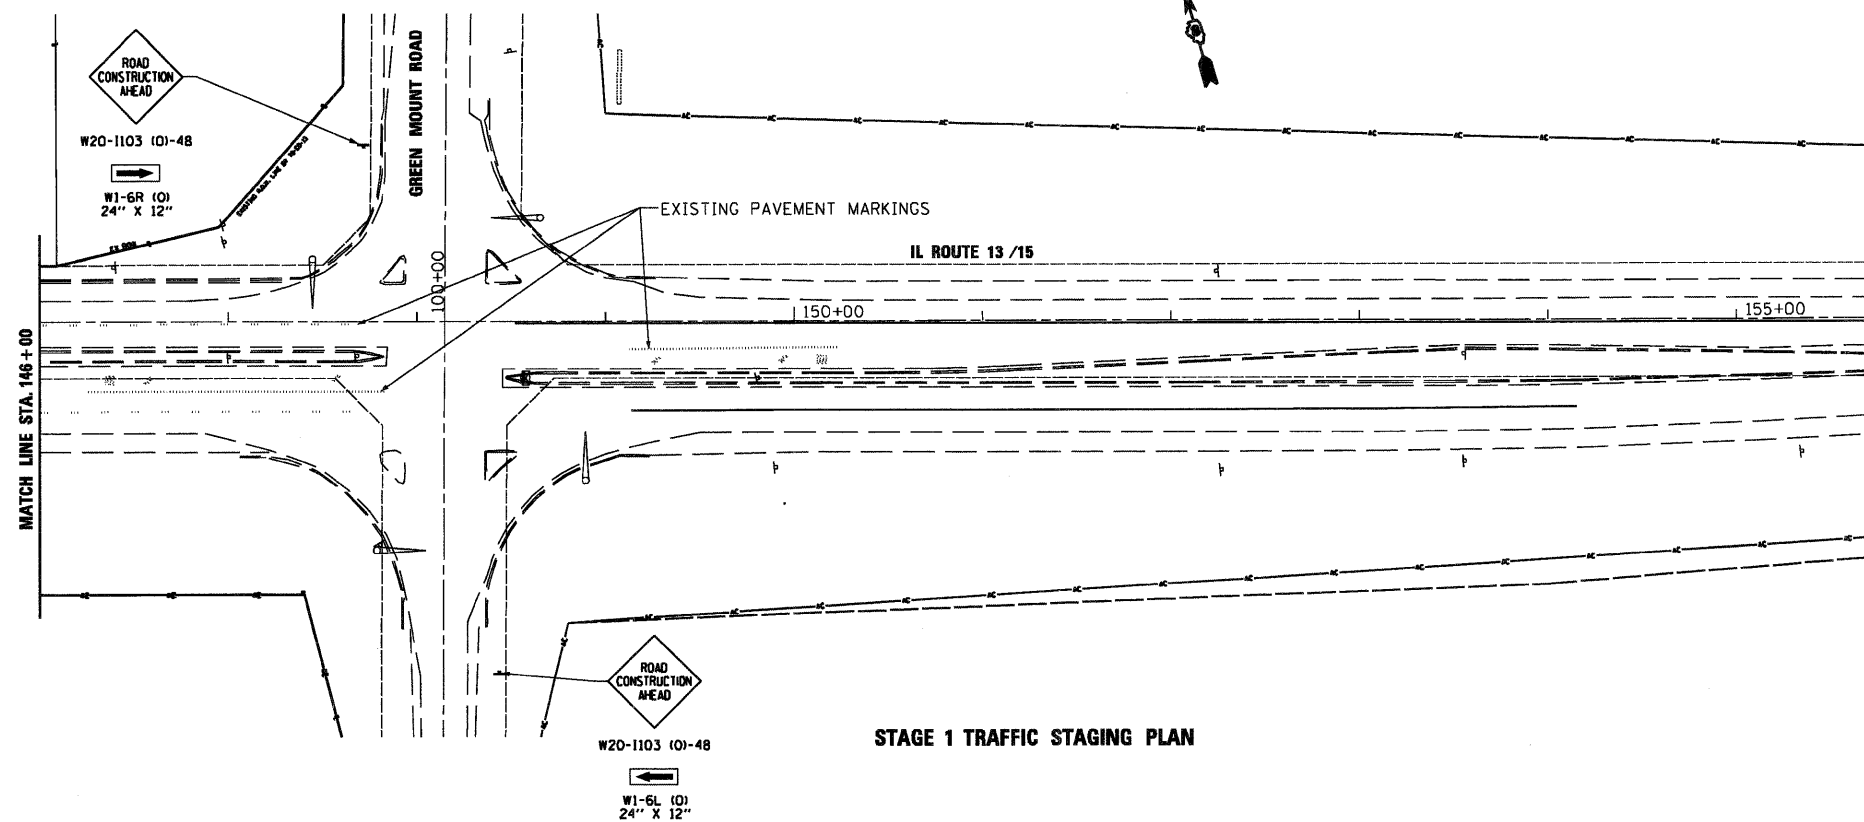 ROAD
CONSTRUCTION
AHEAD
W20-1103 (O)-48
W1-6R (O)
24" X 12"
GREEN MOUNT ROAD
EXISTING PAVEMENT MARKINGS
IL ROUTE 13 /15
100+00
150+00
155+00
MATCH LINE STA. 146+00
ROAD
CONSTRUCTION
AHEAD
W20-1103 (O)-48
W1-6L (O)
24" X 12"
STAGE 1 TRAFFIC STAGING PLAN